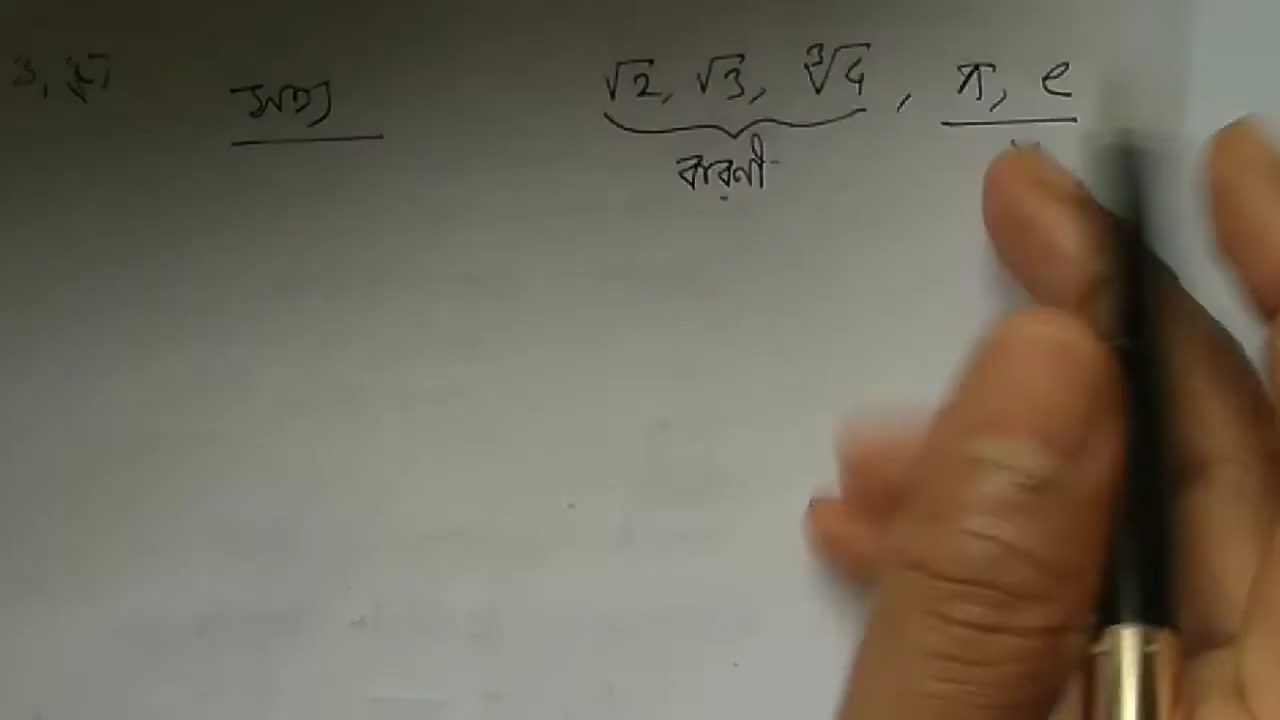 সত্য √2, √3, ∛4, π, e
করণী